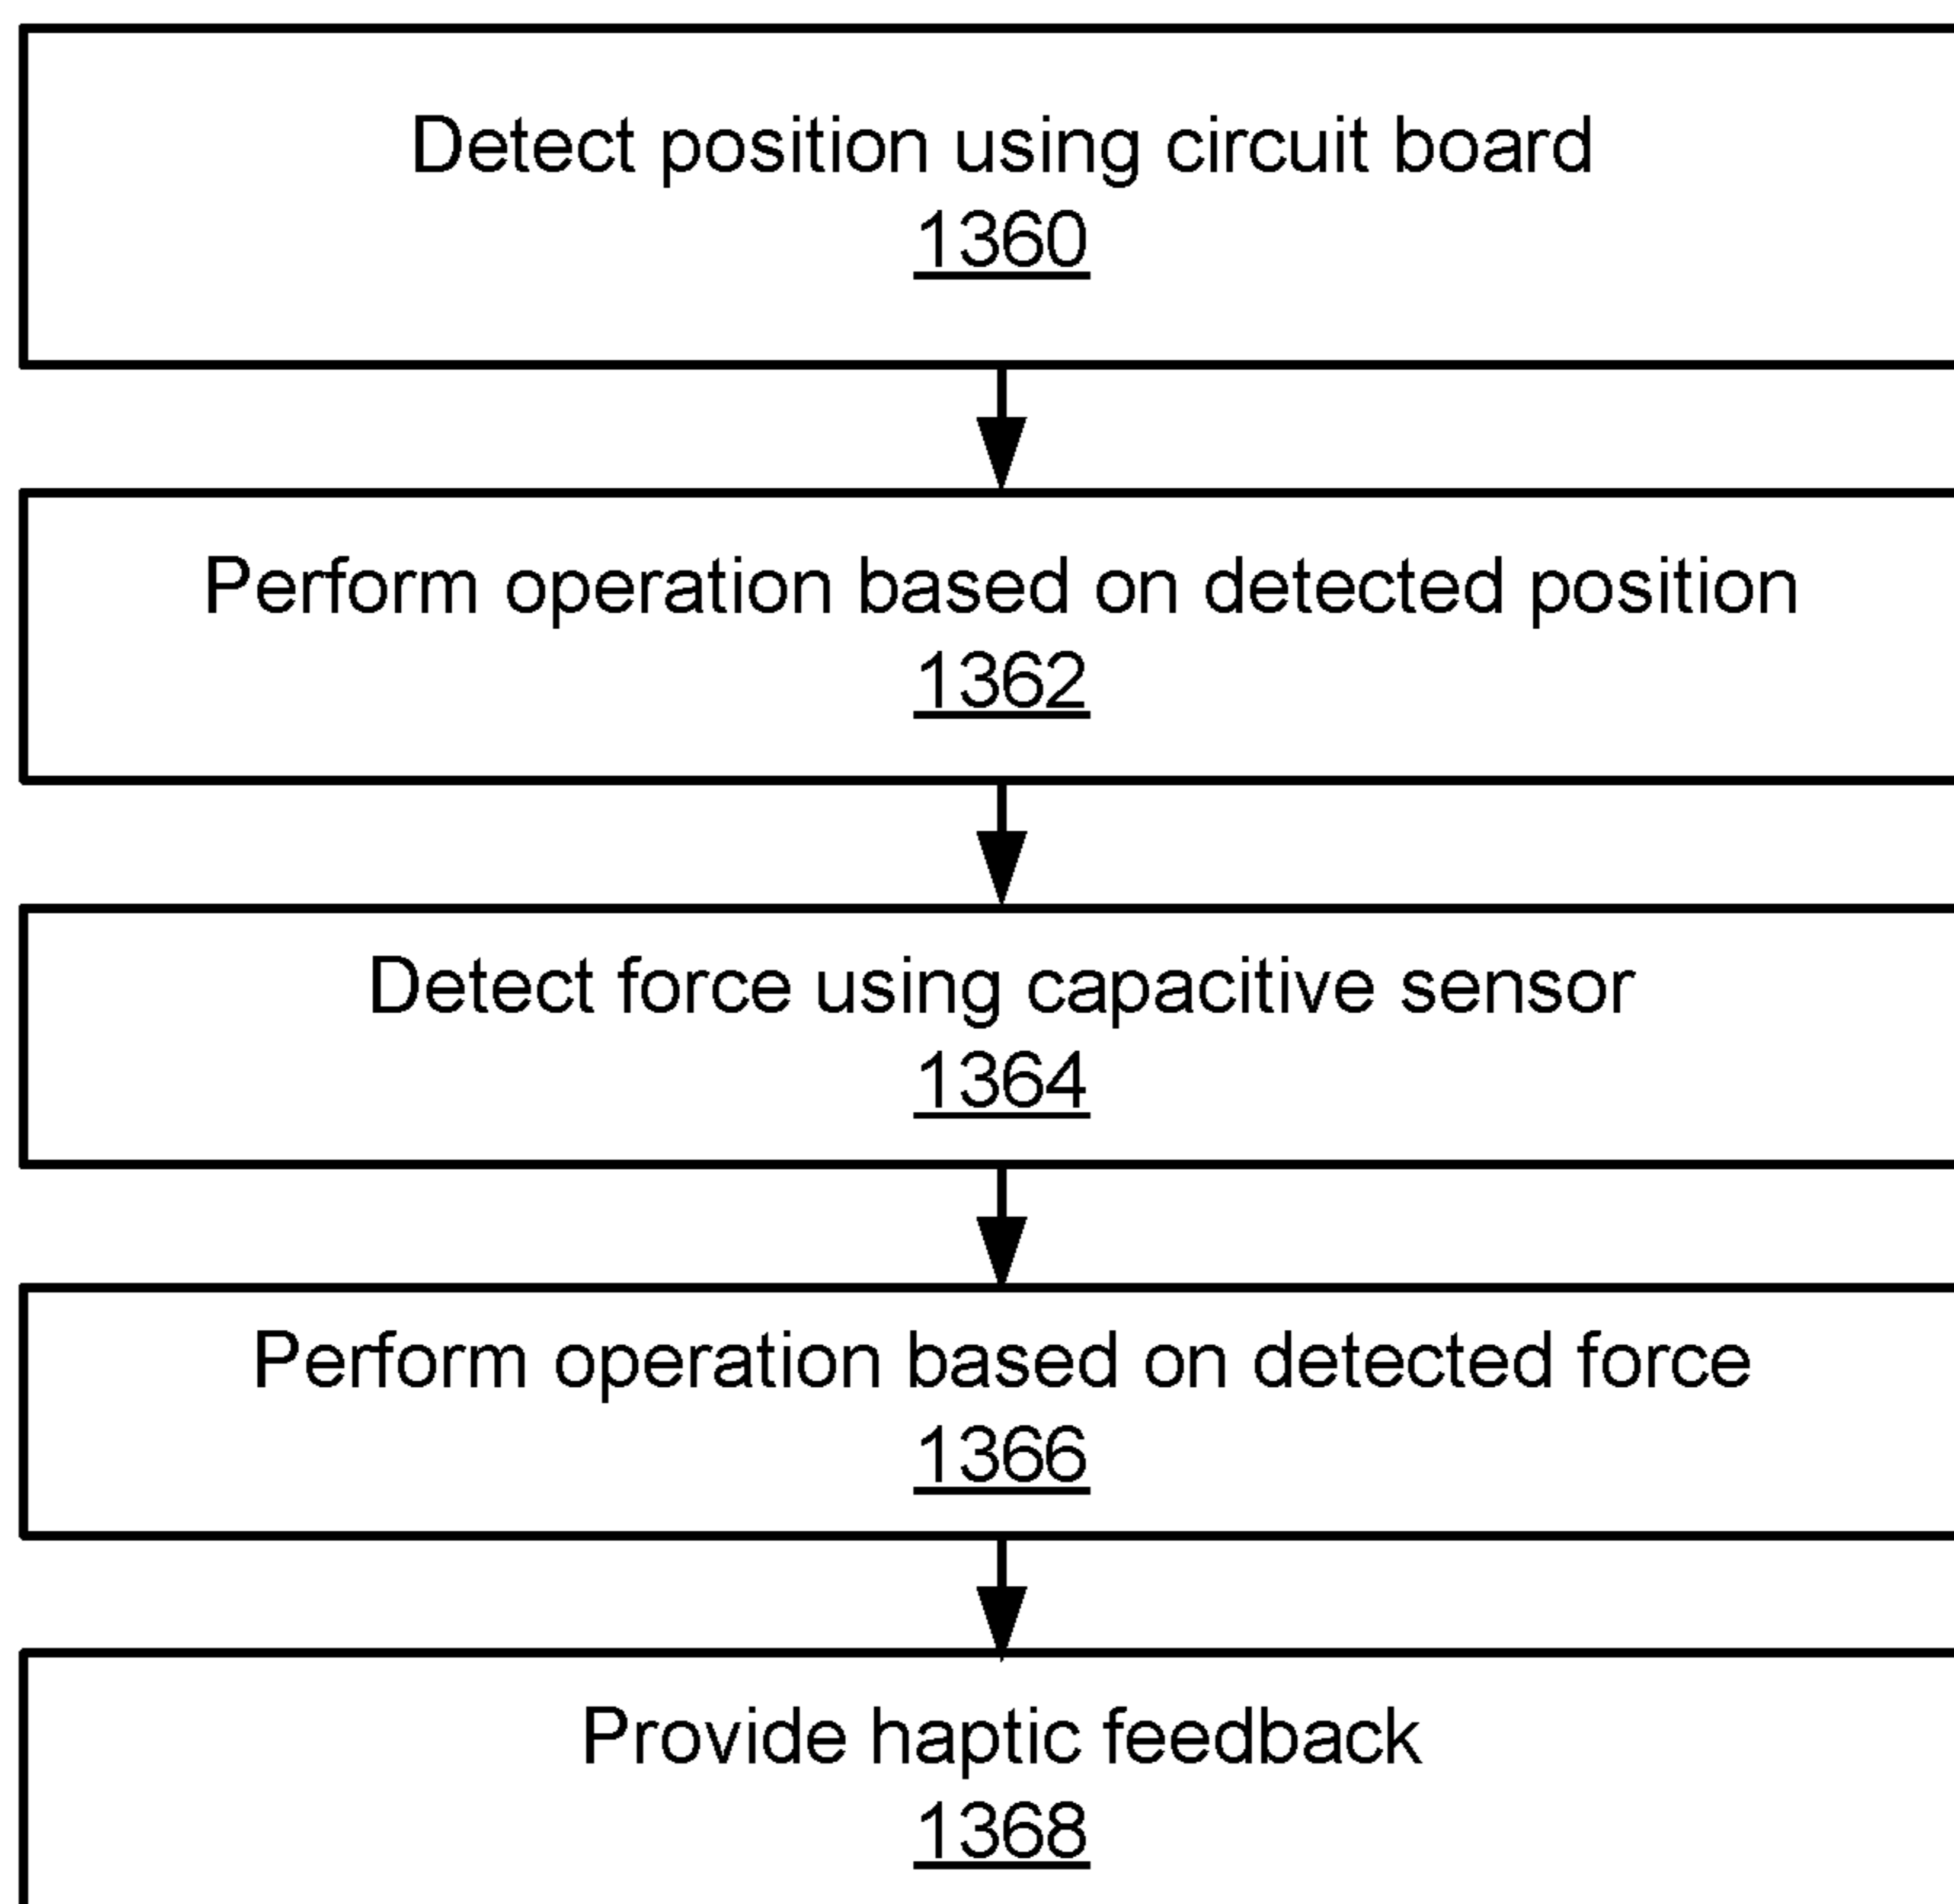 Detect position using circuit board
1360
Perform operation based on detected position
1362
Detect force using capacitive sensor
1364
Perform operation based on detected force
1366
Provide haptic feedback
1368